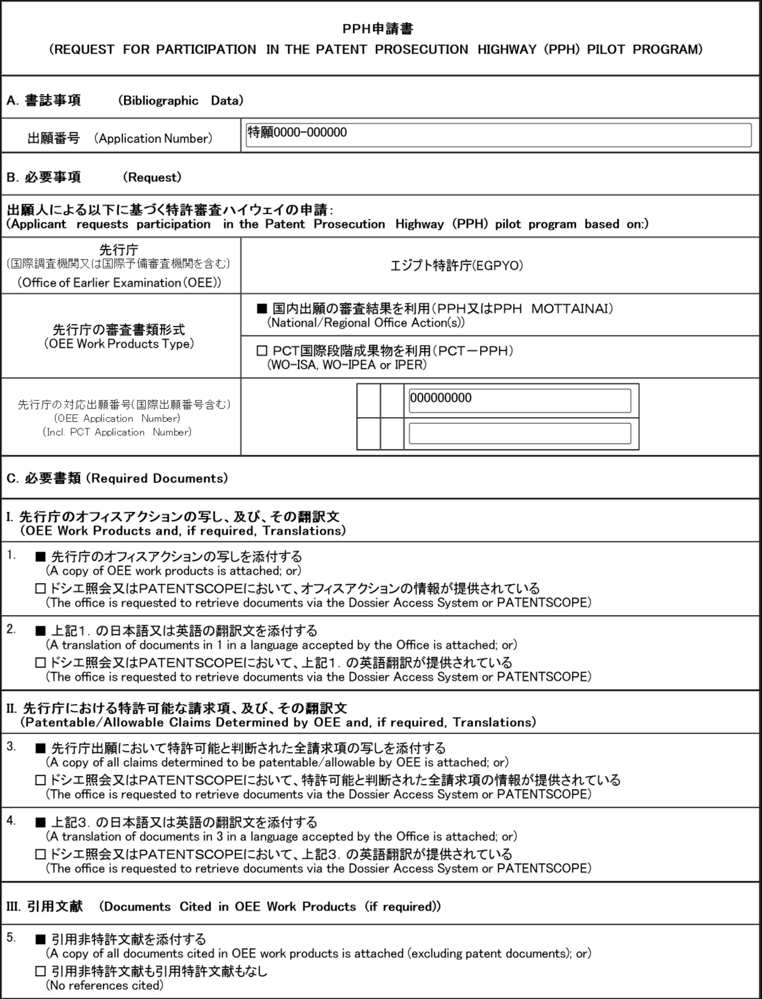 PPH申請書
(REQUEST FOR PARTICIPATION IN THE PATENT PROSECUTION HIGHWAY (PPH) PILOT PROGRAM)
A. 書誌事項 (Bibliographic Data)
出願番号 (Application Number)
特願0000-000000
B. 必要事項 (Request)
出願人による以下に基づく特許審査ハイウェイの申請:
(Applicant requests participation in the Patent Prosecution Highway (PPH) pilot program based on:)
先行庁
(国際調査機関又は国際予備審査機関を含む)
(Office of Earlier Examination(OEE))
エジプト特許庁(EGPYO)
先行庁の審査書類形式
(OEE Work Products Type)
■ 国内出願の審査結果を利用(PPH又はPPH MOTTAINAI)
(National/Regional Office Action(s))
□ PCT国際段階成果物を利用(PCT-PPH)
(WO-ISA, WO-IPEA or IPER)
先行庁の対応出願番号(国際出願番号含む)
(OEE Application Number)
(Incl. PCT Application Number)
000000000
C. 必要書類 (Required Documents)
I. 先行庁のオフィスアクションの写し、及び、その翻訳文
(OEE Work Products and, if required, Translations)
1. ■ 先行庁のオフィスアクションの写しを添付する
(A copy of OEE work products is attached; or)
□ ドシエ照会又はPATENTSCOPEにおいて、オフィスアクションの情報が提供されている
(The office is requested to retrieve documents via the Dossier Access System or PATENTSCOPE)
2. ■ 上記1. の日本語又は英語の翻訳文を添付する
(A translation of documents in 1 in a language accepted by the Office is attached; or)
□ ドシエ照会又はPATENTSCOPEにおいて、上記1. の英語翻訳が提供されている
(The office is requested to retrieve documents via the Dossier Access System or PATENTSCOPE)
II. 先行庁における特許可能な請求項、及び、その翻訳文
(Patentable/Allowable Claims Determined by OEE and, if required, Translations)
3. ■ 先行庁出願において特許可能と判断された全請求項の写しを添付する
(A copy of all claims determined to be patentable/allowable by OEE is attached; or)
□ ドシエ照会又はPATENTSCOPEにおいて、特許可能と判断された全請求項の情報が提供されている
(The office is requested to retrieve documents via the Dossier Access System or PATENTSCOPE)
4. ■ 上記3. の日本語又は英語の翻訳文を添付する
(A translation of documents in 3 in a language accepted by the Office is attached; or)
□ ドシエ照会又はPATENTSCOPEにおいて、上記3. の英語翻訳が提供されている
(The office is requested to retrieve documents via the Dossier Access System or PATENTSCOPE)
III. 引用文献 (Documents Cited in OEE Work Products (if required))
5. ■ 引用非特許文献を添付する
(A copy of all documents cited in OEE work products is attached (excluding patent documents); or)
□ 引用非特許文献も引用特許文献もなし
(No references cited)